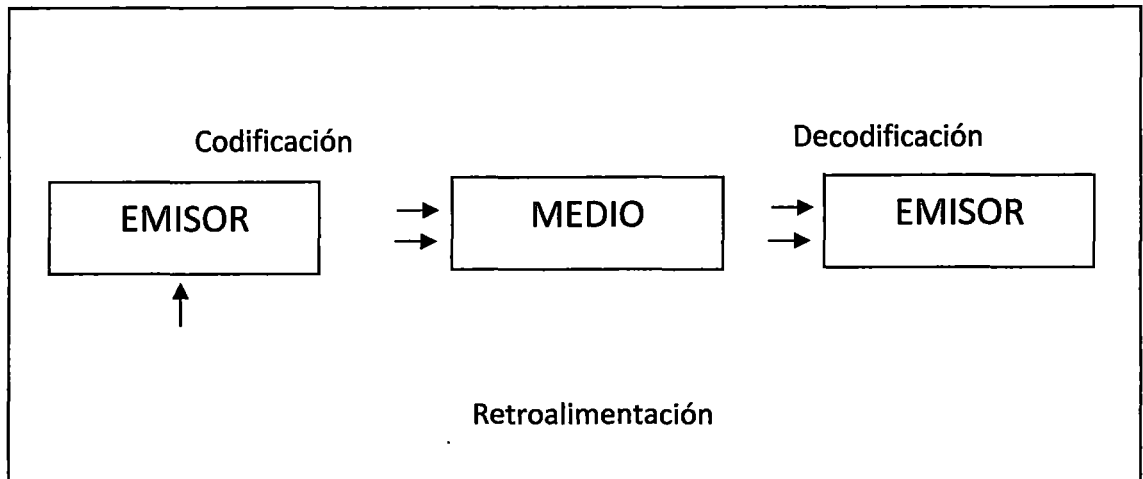 Codificación
Decodificación
EMISOR
MEDIO
EMISOR
Retroalimentación